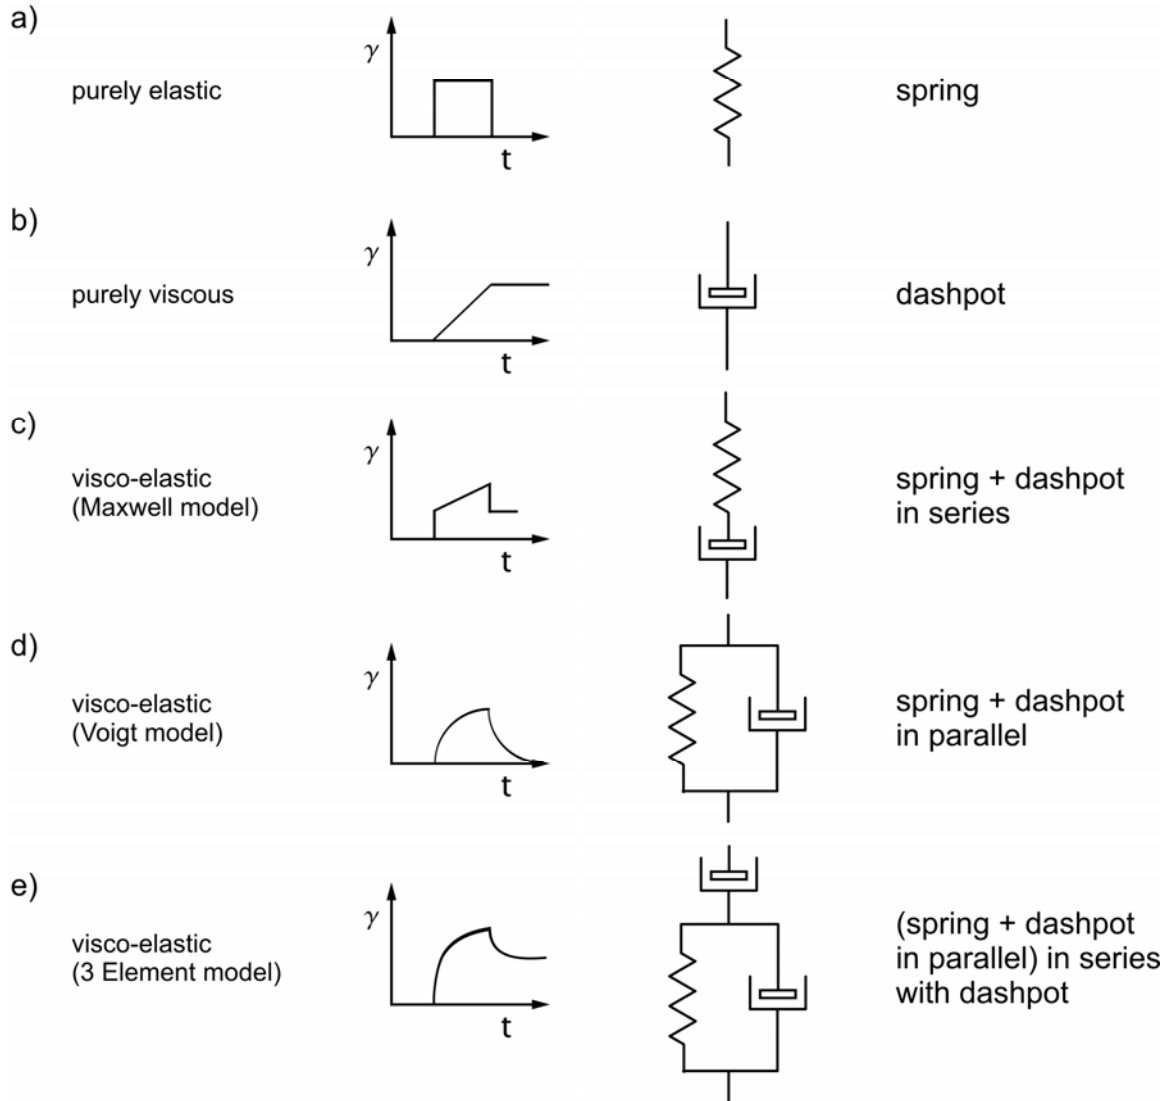 a)
purely elastic
γ
t
spring
b)
purely viscous
γ
t
dashpot
c)
visco-elastic
(Maxwell model)
γ
t
spring + dashpot
in series
d)
visco-elastic
(Voigt model)
γ
t
spring + dashpot
in parallel
e)
visco-elastic
(3 Element model)
γ
t
(spring + dashpot
in parallel) in series
with dashpot